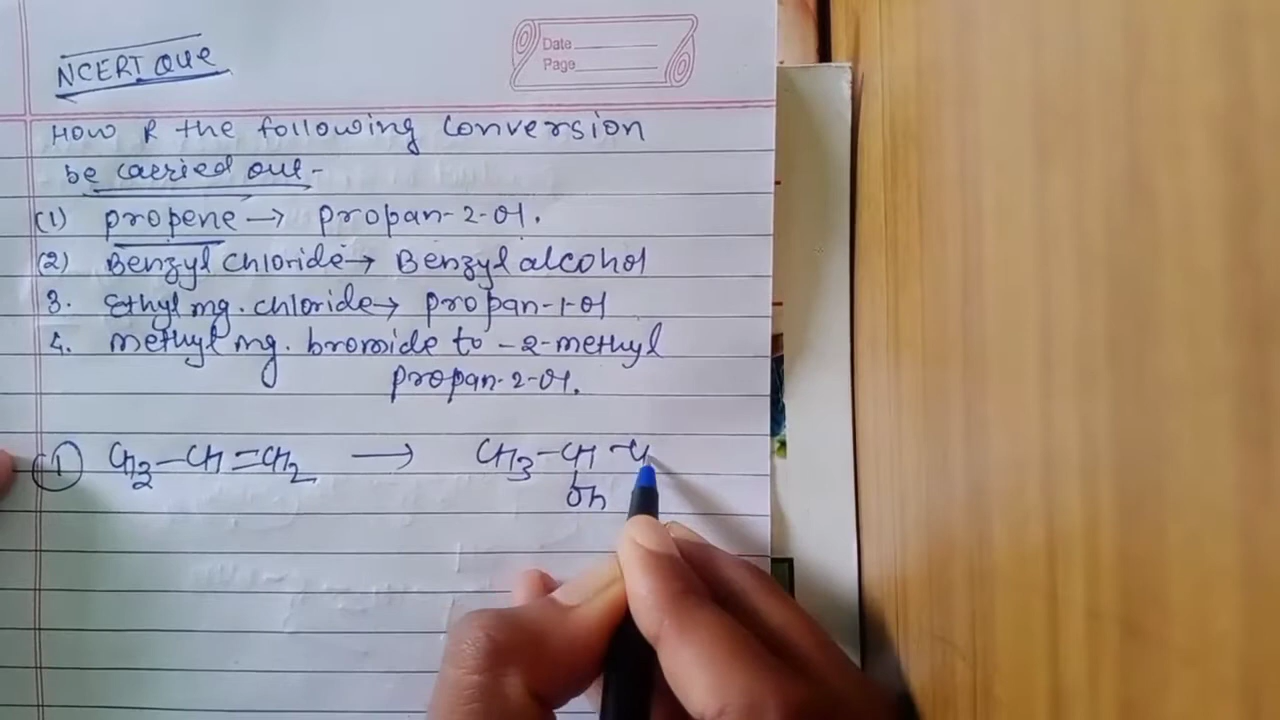 NCERT Que
Date
Page
How R the following conversion
be carried out-
(1) propene → propan-2-ol.
(2) Benzyl chloride → Benzyl alcohol
3. Ethyl mg. chloride → propan-1-ol
4. methyl mg. bromide to -2-methyl
propan-2-ol.
(1) CH3-CH=CH2 → CH3-CH-
OH